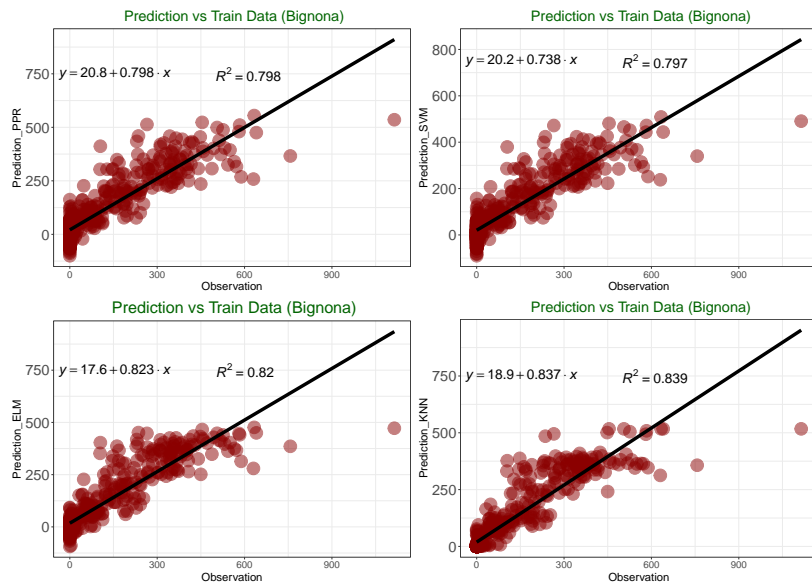 Prediction vs Train Data (Bignona)
y = 20.8 + 0.798 · x
R² = 0.798
Prediction_PPR
750
500
250
0
0 300 600 900
Observation
Prediction vs Train Data (Bignona)
y = 20.2 + 0.738 · x
R² = 0.797
Prediction_SVM
800
600
400
200
0
0 300 600 900
Observation
Prediction vs Train Data (Bignona)
y = 17.6 + 0.823 · x
R² = 0.82
Prediction_ELM
750
500
250
0
0 300 600 900
Observation
Prediction vs Train Data (Bignona)
y = 18.9 + 0.837 · x
R² = 0.839
Prediction_KNN
750
500
250
0
0 300 600 900
Observation